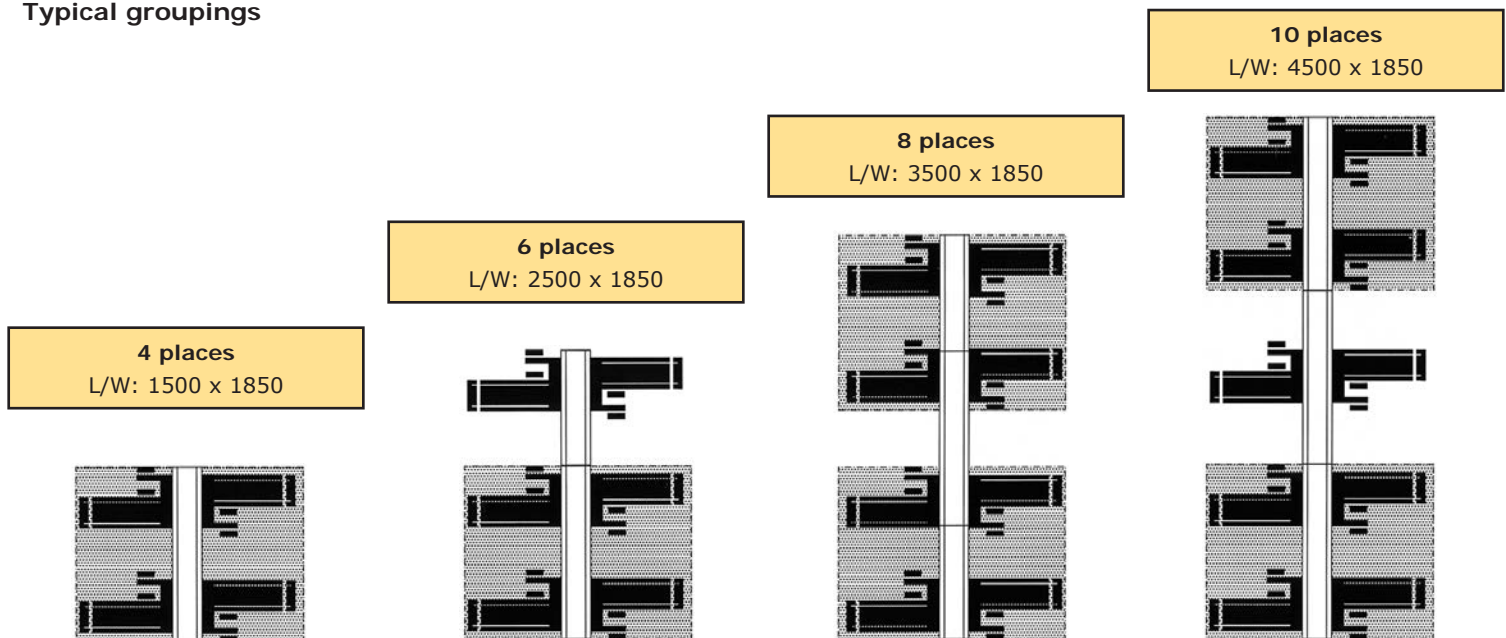 Typical groupings
10 places
L/W: 4500 x 1850
8 places
L/W: 3500 x 1850
6 places
L/W: 2500 x 1850
4 places
L/W: 1500 x 1850